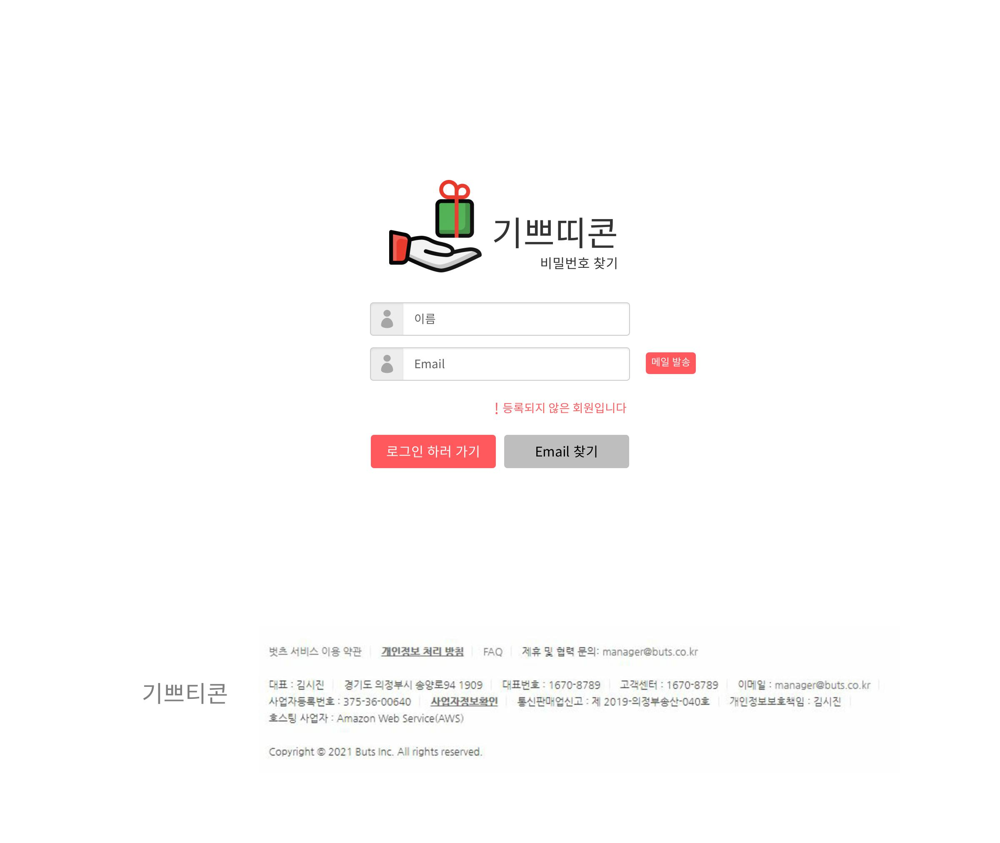 기쁘띠콘
비밀번호 찾기
이름
Email
메일 발송
! 등록되지 않은 회원입니다
로그인 하러 가기
Email 찾기
벗츠 서비스 이용 약관 개인정보 처리 방침 FAQ 제휴 및 협력 문의: manager@buts.co.kr
기쁘티콘
대표 : 김시진 경기도 의정부시 송양로94 1909 대표번호 : 1670-8789 고객센터 : 1670-8789 이메일 : manager@buts.co.kr
사업자등록번호 : 375-36-00640 사업자정보확인 통신판매업신고 : 제 2019-의정부송산-040호 개인정보보호책임 : 김시진
호스팅 사업자 : Amazon Web Service(AWS)
Copyright © 2021 Buts Inc. All rights reserved.